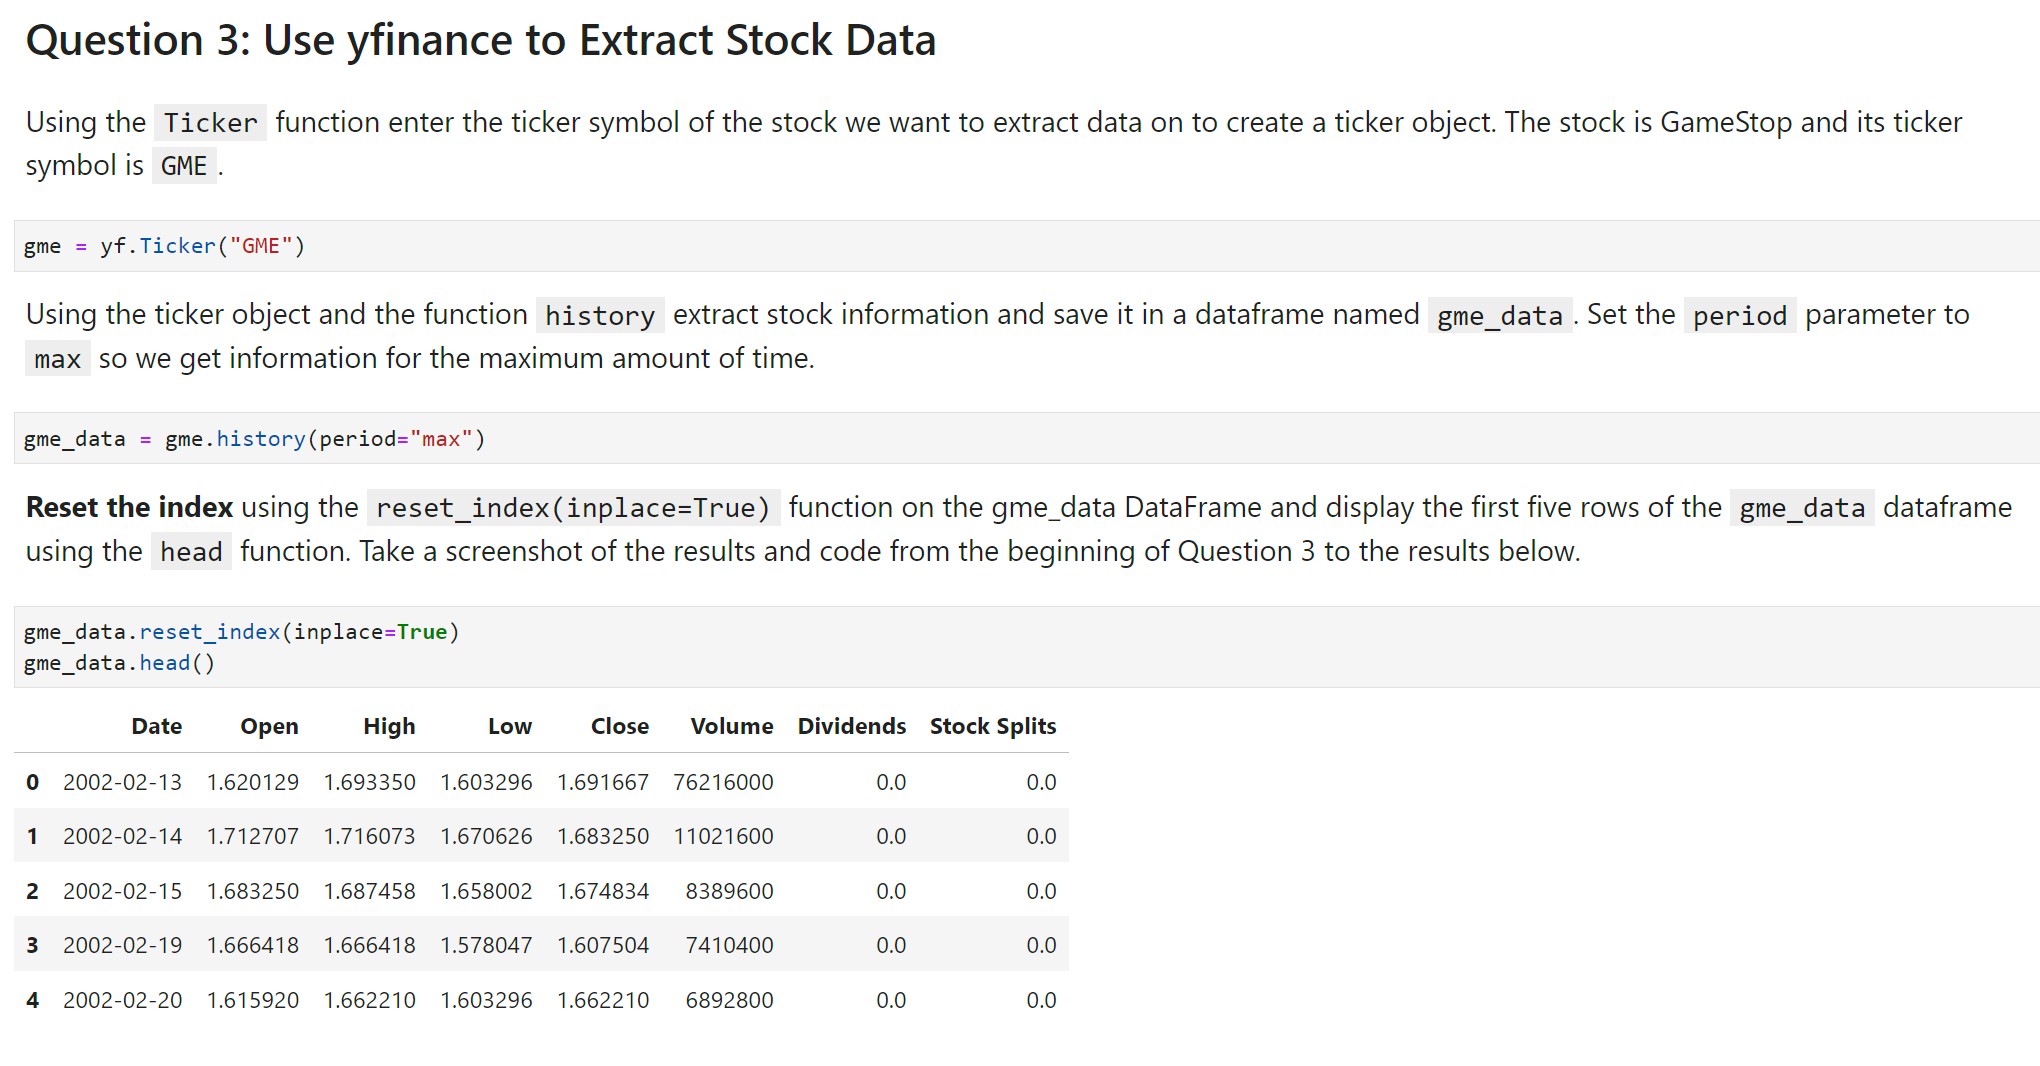 Question 3: Use yfinance to Extract Stock Data
Using the Ticker function enter the ticker symbol of the stock we want to extract data on to create a ticker object. The stock is GameStop and its ticker
symbol is GME .
gme = yf.Ticker("GME")
Using the ticker object and the function history extract stock information and save it in a dataframe named gme_data . Set the period parameter to
max so we get information for the maximum amount of time.
gme_data = gme.history(period="max")
Reset the index using the reset_index(inplace=True) function on the gme_data DataFrame and display the first five rows of the gme_data dataframe
using the head function. Take a screenshot of the results and code from the beginning of Question 3 to the results below.
gme_data.reset_index(inplace=True)
gme_data.head()
Date Open High Low Close Volume Dividends Stock Splits
0 2002-02-13 1.620129 1.693350 1.603296 1.691667 76216000 0.0 0.0
1 2002-02-14 1.712707 1.716073 1.670626 1.683250 11021600 0.0 0.0
2 2002-02-15 1.683250 1.687458 1.658002 1.674834 8389600 0.0 0.0
3 2002-02-19 1.666418 1.666418 1.578047 1.607504 7410400 0.0 0.0
4 2002-02-20 1.615920 1.662210 1.603296 1.662210 6892800 0.0 0.0